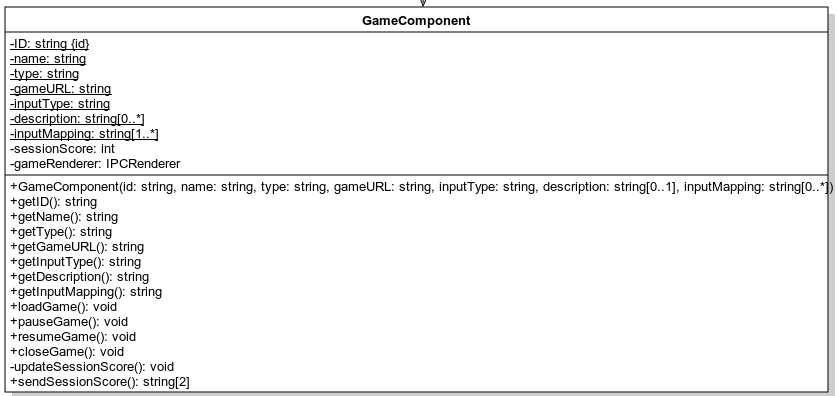 GameComponent
-ID: string {id}
-name: string
-type: string
-gameURL: string
-inputType: string
-description: string[0..*]
-inputMapping: string[1..*]
-sessionScore: int
-gameRenderer: IPCRenderer
+GameComponent(id: string, name: string, type: string, gameURL: string, inputType: string, description: string[0..1], inputMapping: string[0..*])
+getID(): string
+getName(): string
+getType(): string
+getGameURL(): string
+getInputType(): string
+getDescription(): string
+getInputMapping(): string
+loadGame(): void
+pauseGame(): void
+resumeGame(): void
+closeGame(): void
-updateSessionScore(): void
+sendSessionScore(): string[2]